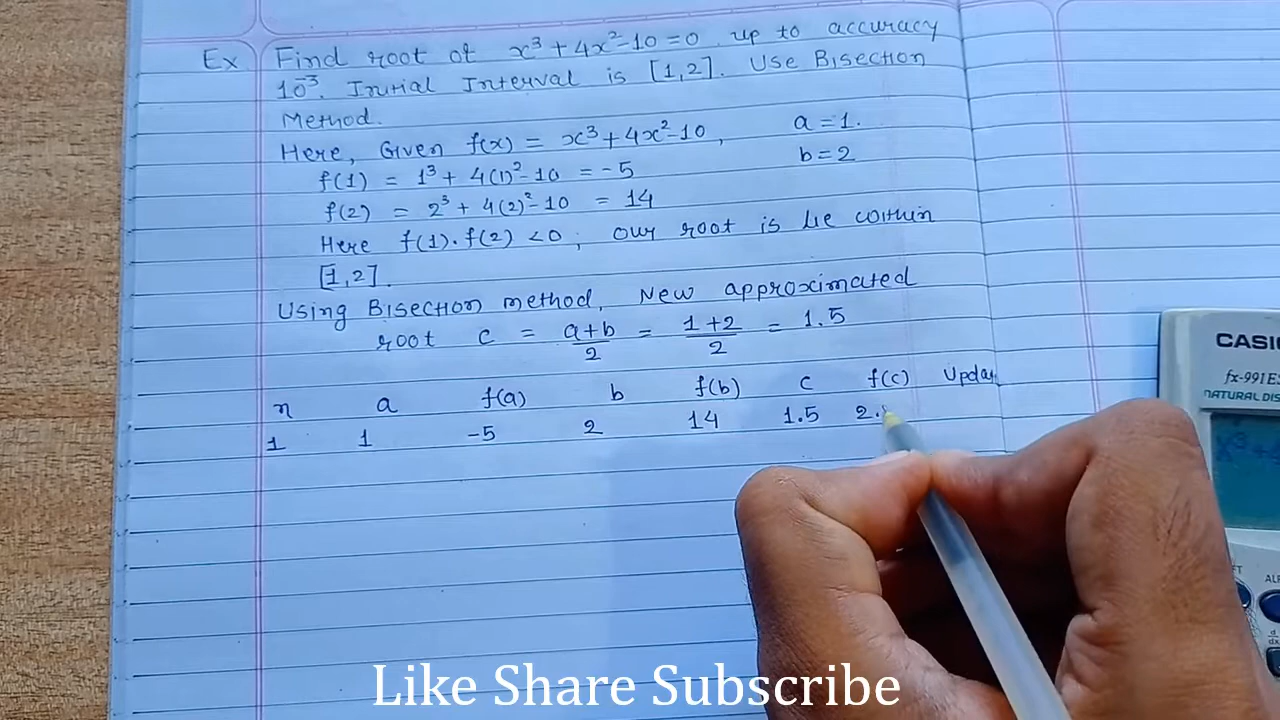 Ex Find root of x³ + 4x² - 10 = 0 up to accuracy
10⁻³. Initial Interval is [1,2]. Use Bisection
Method.
Here, Given f(x) = x³ + 4x² - 10, a = 1.
b = 2
f(1) = 1³ + 4(1)² - 10 = -5
f(2) = 2³ + 4(2)² - 10 = 14
Here f(1).f(2) < 0; our root is lie within
[1,2].
Using Bisection method, New approximated
root c = a+b/2 = 1+2/2 = 1.5
n a f(a) b f(b) c f(c)
1 1 -5 2 14 1.5 2.
CASIO
NATURAL DIS
Like Share Subscribe